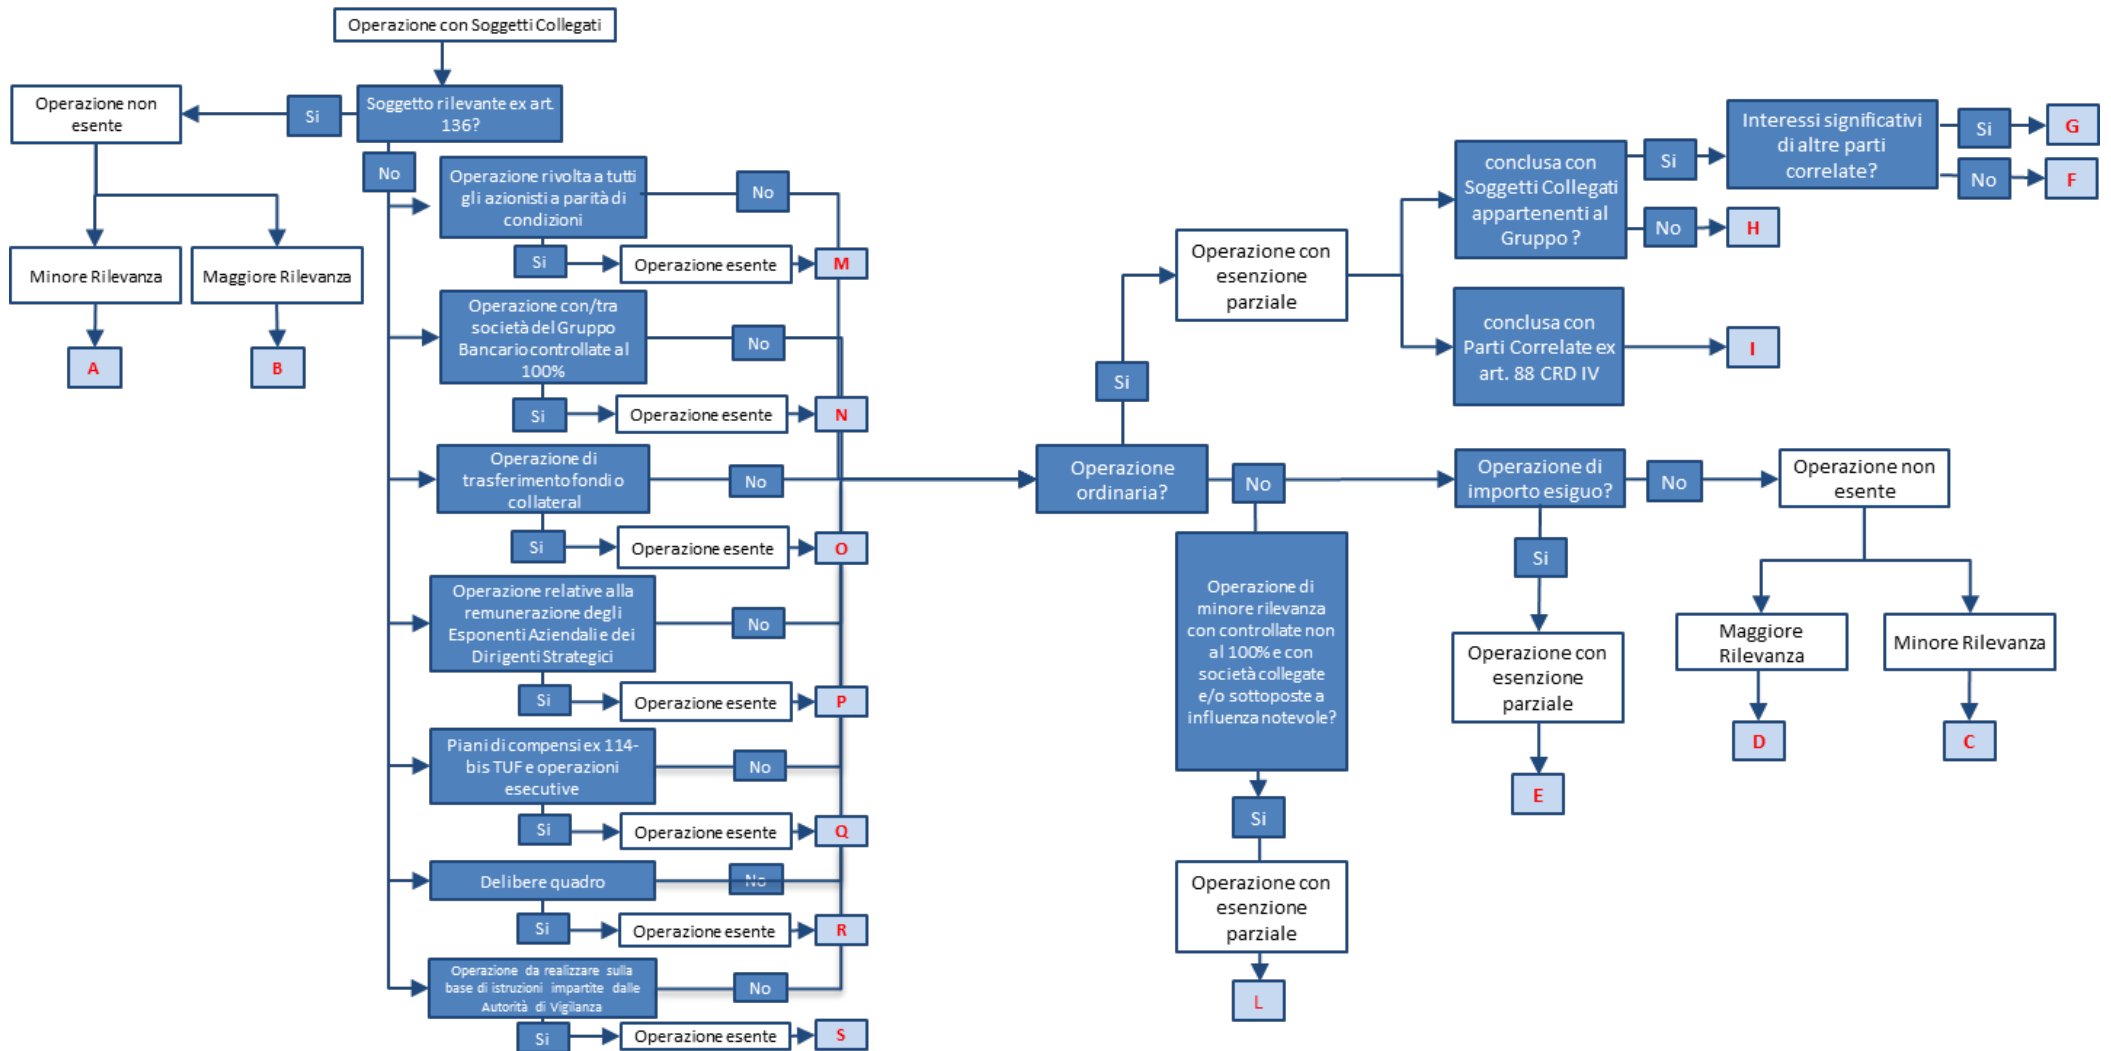 Operazione con Soggetti Collegati
Soggetto rilevante ex art.
136?
Si
Operazione non
esente
Minore Rilevanza
Maggiore Rilevanza
A
B
No
Operazione rivolta a tutti
gli azionisti a parità di
condizioni
No
Si
Operazione esente
M
Operazione con/tra
società del Gruppo
Bancario controllate al
100%
No
Si
Operazione esente
N
Operazione di
trasferimento fondi o
collateral
No
Si
Operazione esente
O
Operazione relative alla
remunerazione degli
Esponenti Aziendali e dei
Dirigenti Strategici
No
Si
Operazione esente
P
Piani di compensi ex 114-
bis TUF e operazioni
esecutive
No
Si
Operazione esente
Q
Delibere quadro
No
Si
Operazione esente
R
Operazione da realizzare sulla
base di istruzioni impartite dalle
Autorità di Vigilanza
No
Si
Operazione esente
S
Operazione
ordinaria?
Si
Operazione con
esenzione
parziale
conclusa con
Soggetti Collegati
appartenenti al
Gruppo ?
Si
Interessi significativi
di altre parti
correlate?
Si
G
No
F
No
H
conclusa con
Parti Correlate ex
art. 88 CRD IV
I
No
Operazione di
importo esiguo?
No
Operazione non
esente
Maggiore
Rilevanza
D
Minore Rilevanza
C
Si
Operazione con
esenzione
parziale
E
Operazione di
minore rilevanza
con controllate non
al 100% e con
società collegate
e/o sottoposte a
influenza notevole?
Si
Operazione con
esenzione
parziale
L